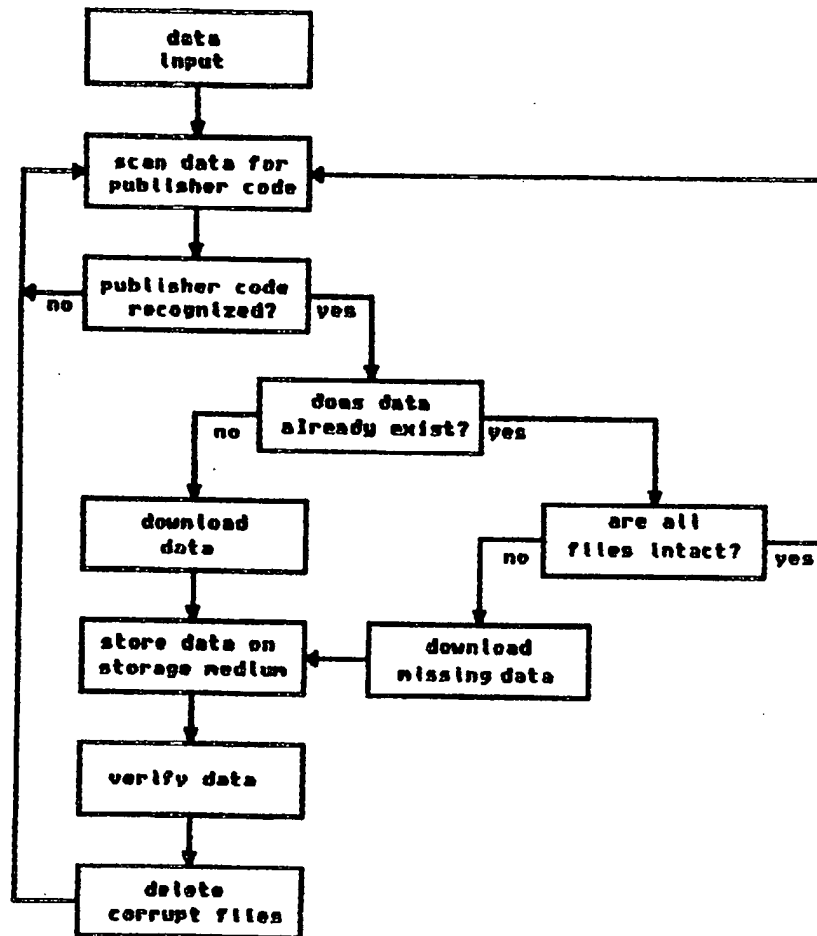 data
input
scan data for
publisher code
publisher code
recognized?
no
yes
does data
already exist?
no
yes
download
data
are all
files intact?
no
yes
store data on
storage medium
download
missing data
verify data
delete
corrupt files